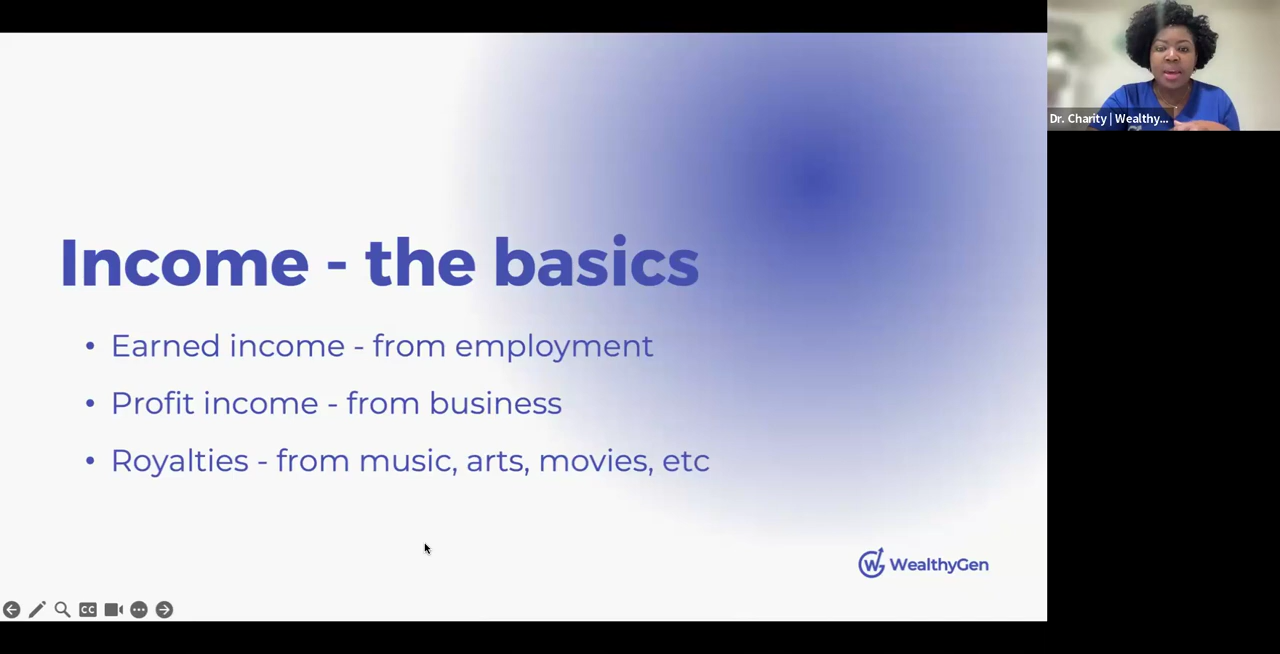 Income - the basics
• Earned income - from employment
• Profit income - from business
• Royalties - from music, arts, movies, etc
WealthyGen
Dr. Charity | Wealthy...
CC